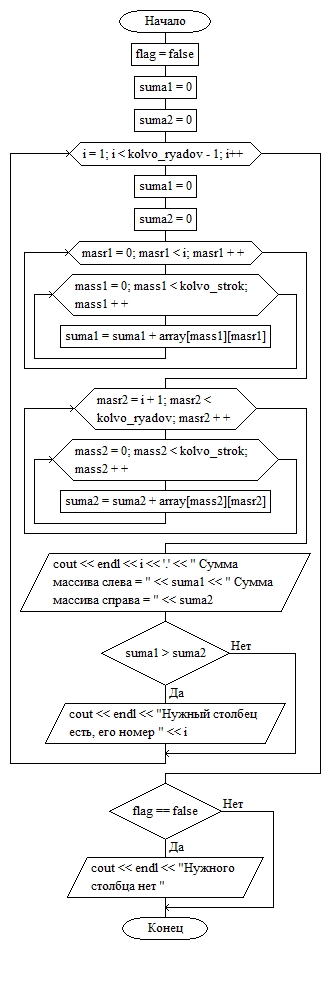 Начало
flag = false
suma1 = 0
suma2 = 0
i = 1; i < kolvo_ryadov - 1; i++
suma1 = 0
suma2 = 0
masr1 = 0; masr1 < i; masr1 + +
mass1 = 0; mass1 < kolvo_strok;
mass1 + +
suma1 = suma1 + array[mass1][masr1]
masr2 = i + 1; masr2 <
kolvo_ryadov; masr2 + +
mass2 = 0; mass2 < kolvo_strok;
mass2 + +
suma2 = suma2 + array[mass2][masr2]
cout << endl << i << '.' << " Сумма
массива слева = " << suma1 << " Сумма
массива справа = " << suma2
suma1 > suma2
Нет
Да
cout << endl << "Нужный столбец
есть, его номер " << i
flag == false
Нет
Да
cout << endl << "Нужного
столбца нет "
Конец